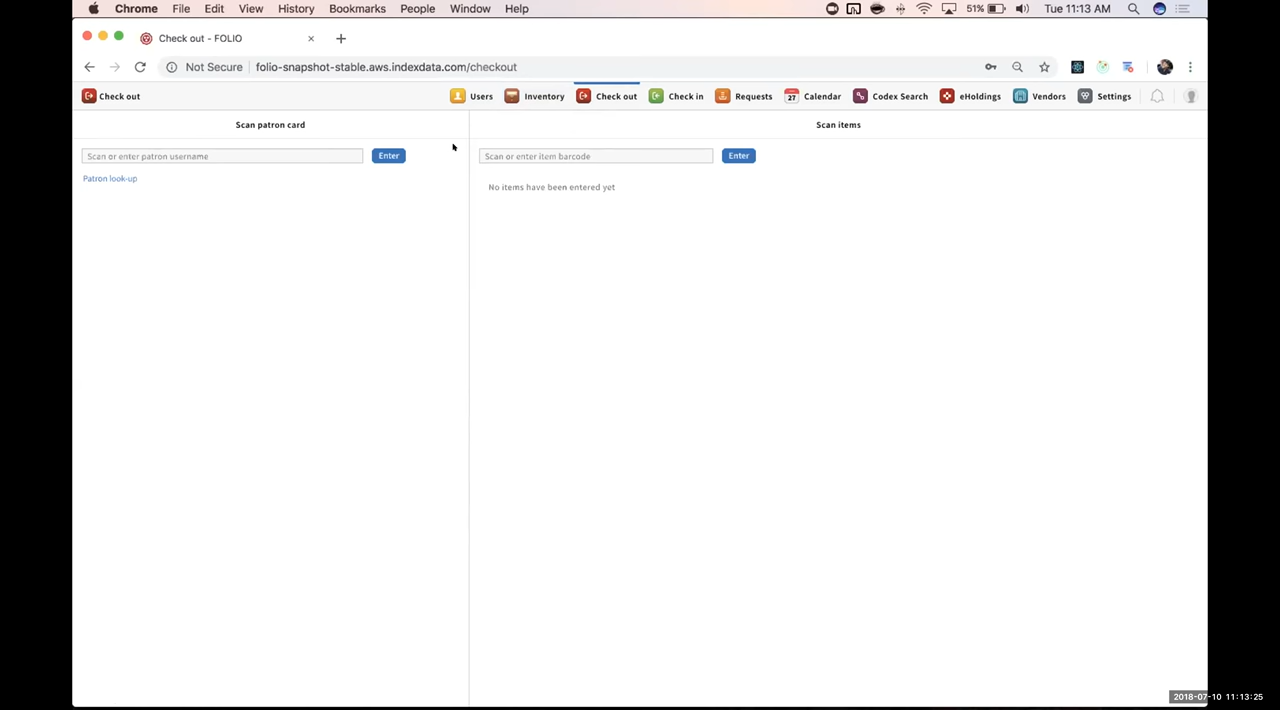 Chrome File Edit View History Bookmarks People Window Help 51% Tue 11:13 AM
Check out - FOLIO
Not Secure folio-snapshot-stable.aws.indexdata.com/checkout
Check out Users Inventory Check out Check in Requests 27 Calendar Codex Search eHoldings Vendors Settings
Scan patron card Scan items
Scan or enter patron username Enter Scan or enter item barcode Enter
Patron look-up No items have been entered yet
2018-07-10 11:13:25